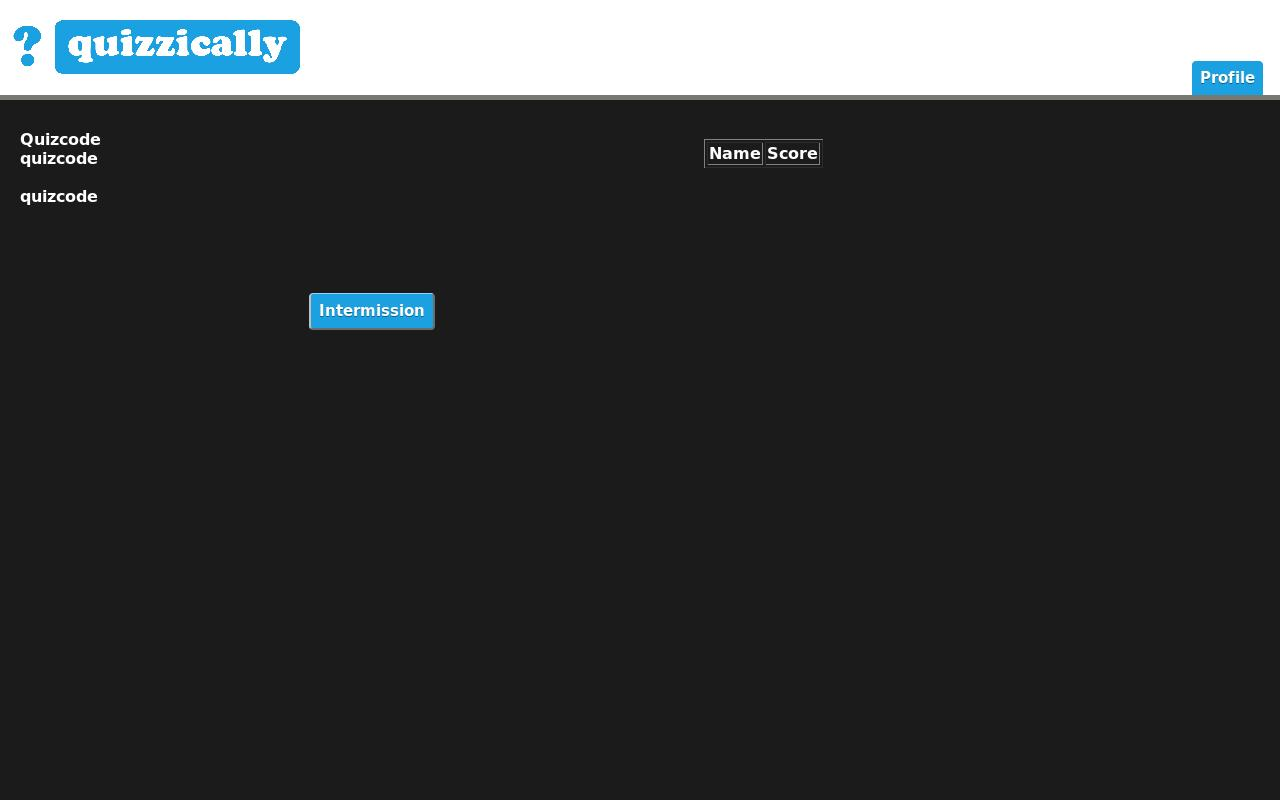 ? quizzically
Profile
Quizcode
quizcode
quizcode
Name Score
Intermission